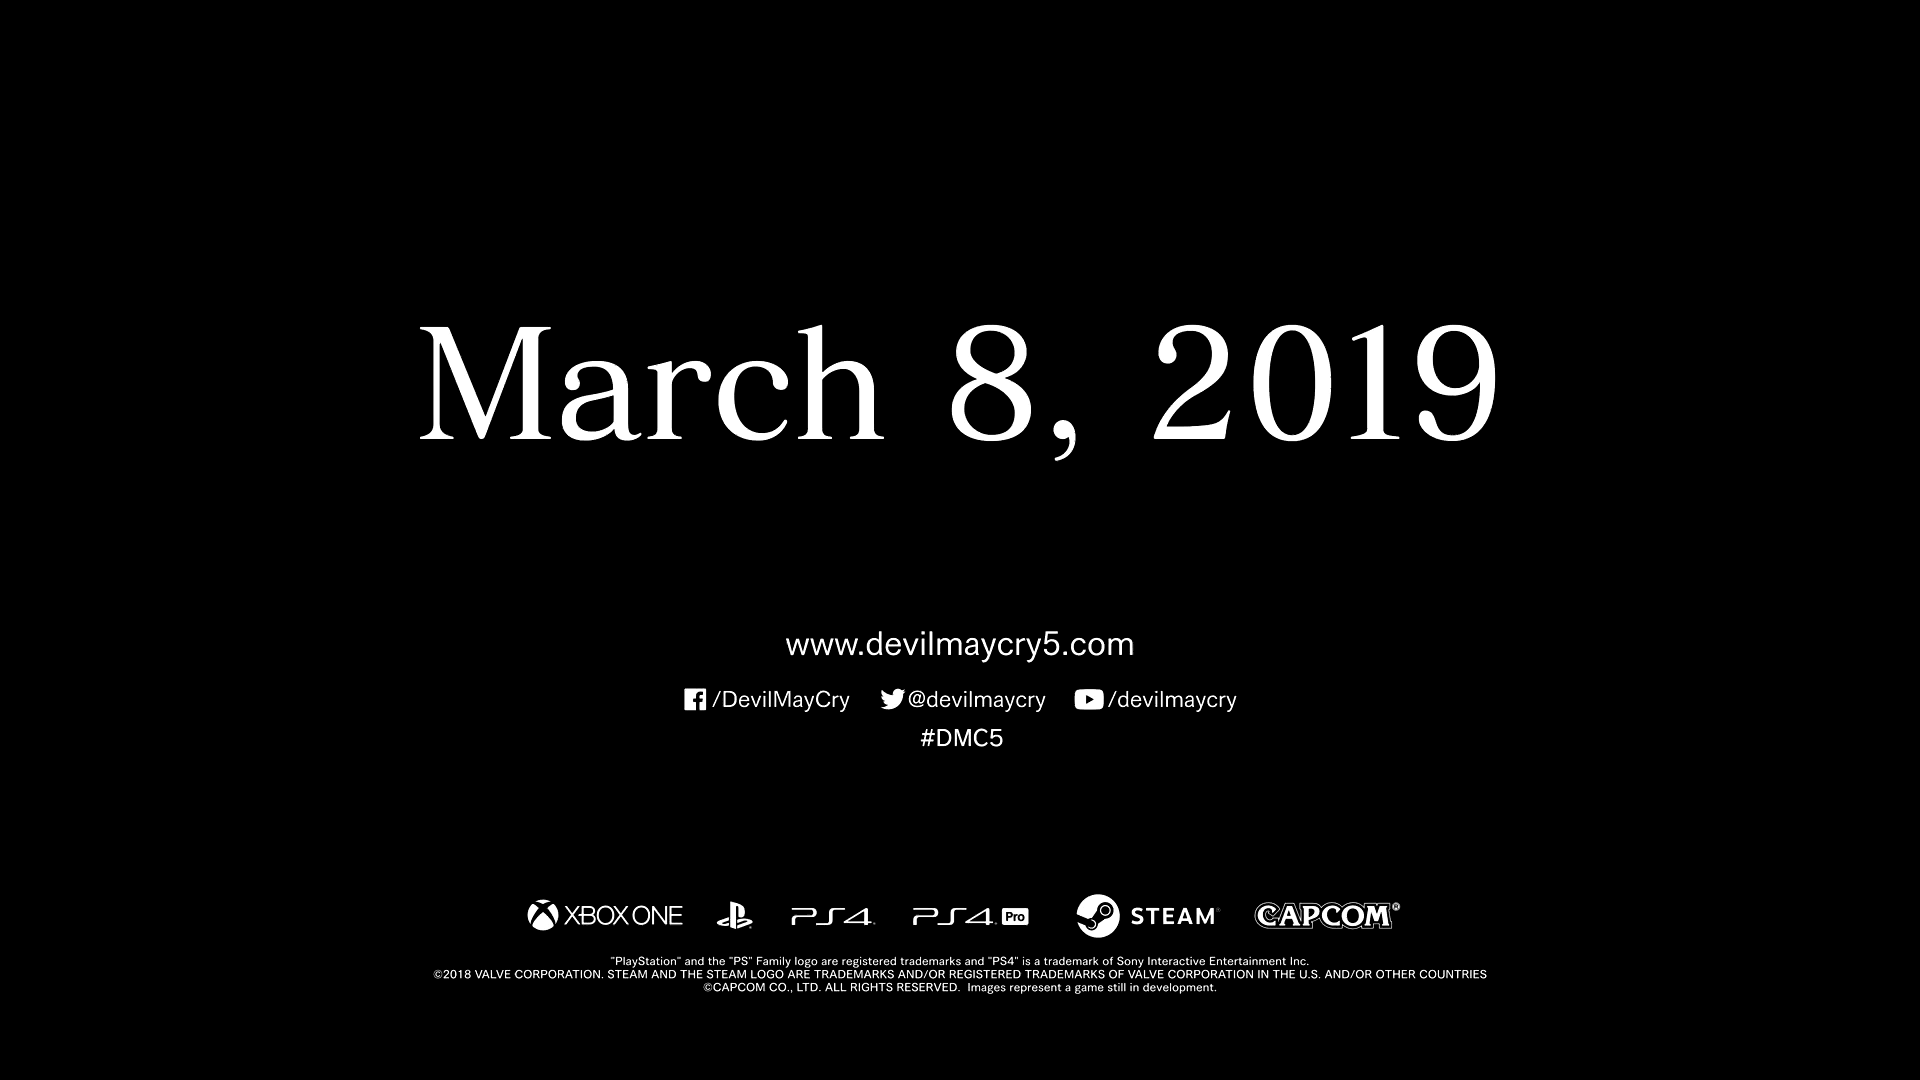 March 8, 2019
www.devilmaycry5.com
/DevilMayCry @devilmaycry /devilmaycry
#DMC5
XBOX ONE PS4 PS4 Pro STEAM CAPCOM®
"PlayStation" and the "PS" Family logo are registered trademarks and "PS4" is a trademark of Sony Interactive Entertainment Inc.
©2018 VALVE CORPORATION. STEAM AND THE STEAM LOGO ARE TRADEMARKS AND/OR REGISTERED TRADEMARKS OF VALVE CORPORATION IN THE U.S. AND/OR OTHER COUNTRIES
©CAPCOM CO., LTD. ALL RIGHTS RESERVED.  Images represent a game still in development.